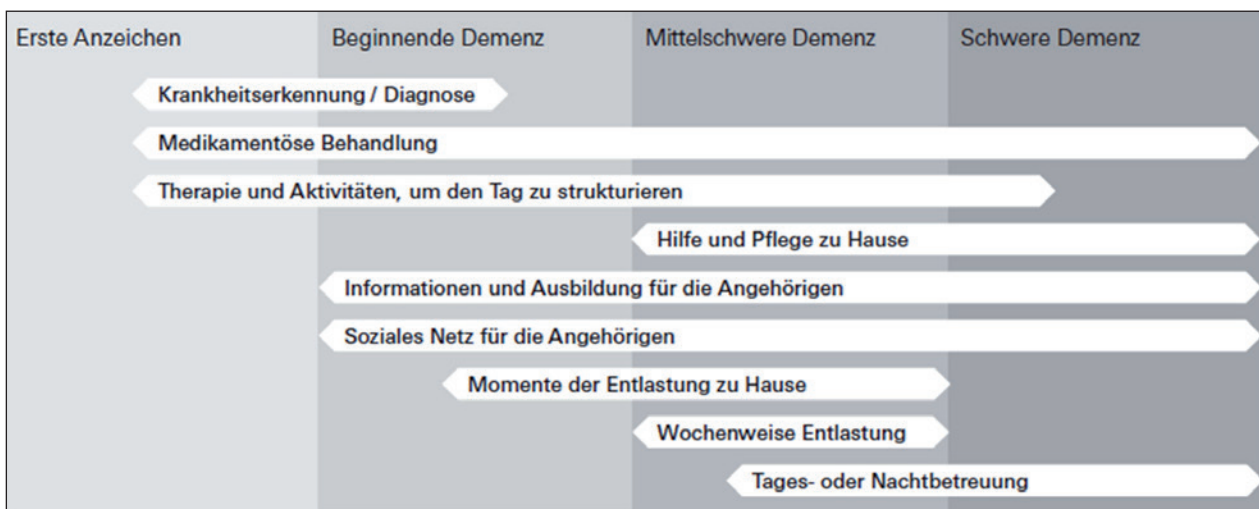 Erste Anzeichen
Beginnende Demenz
Mittelschwere Demenz
Schwere Demenz
Krankheitserkennung / Diagnose
Medikamentöse Behandlung
Therapie und Aktivitäten, um den Tag zu strukturieren
Hilfe und Pflege zu Hause
Informationen und Ausbildung für die Angehörigen
Soziales Netz für die Angehörigen
Momente der Entlastung zu Hause
Wochenweise Entlastung
Tages- oder Nachtbetreuung